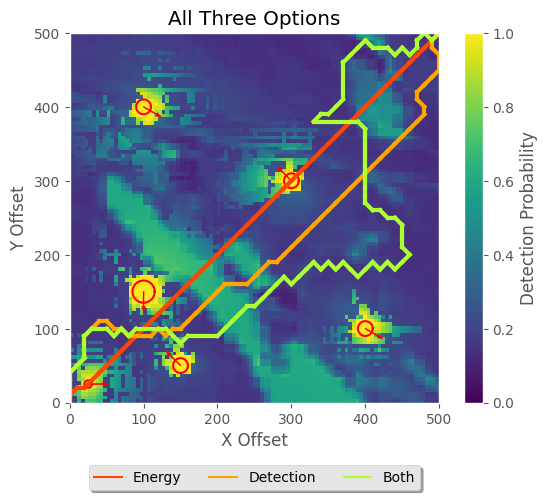 All Three Options
500
400
300
200
100
0
Y Offset
0 100 200 300 400 500
X Offset
1.0
0.8
0.6
0.4
0.2
0.0
Detection Probability
Energy Detection Both